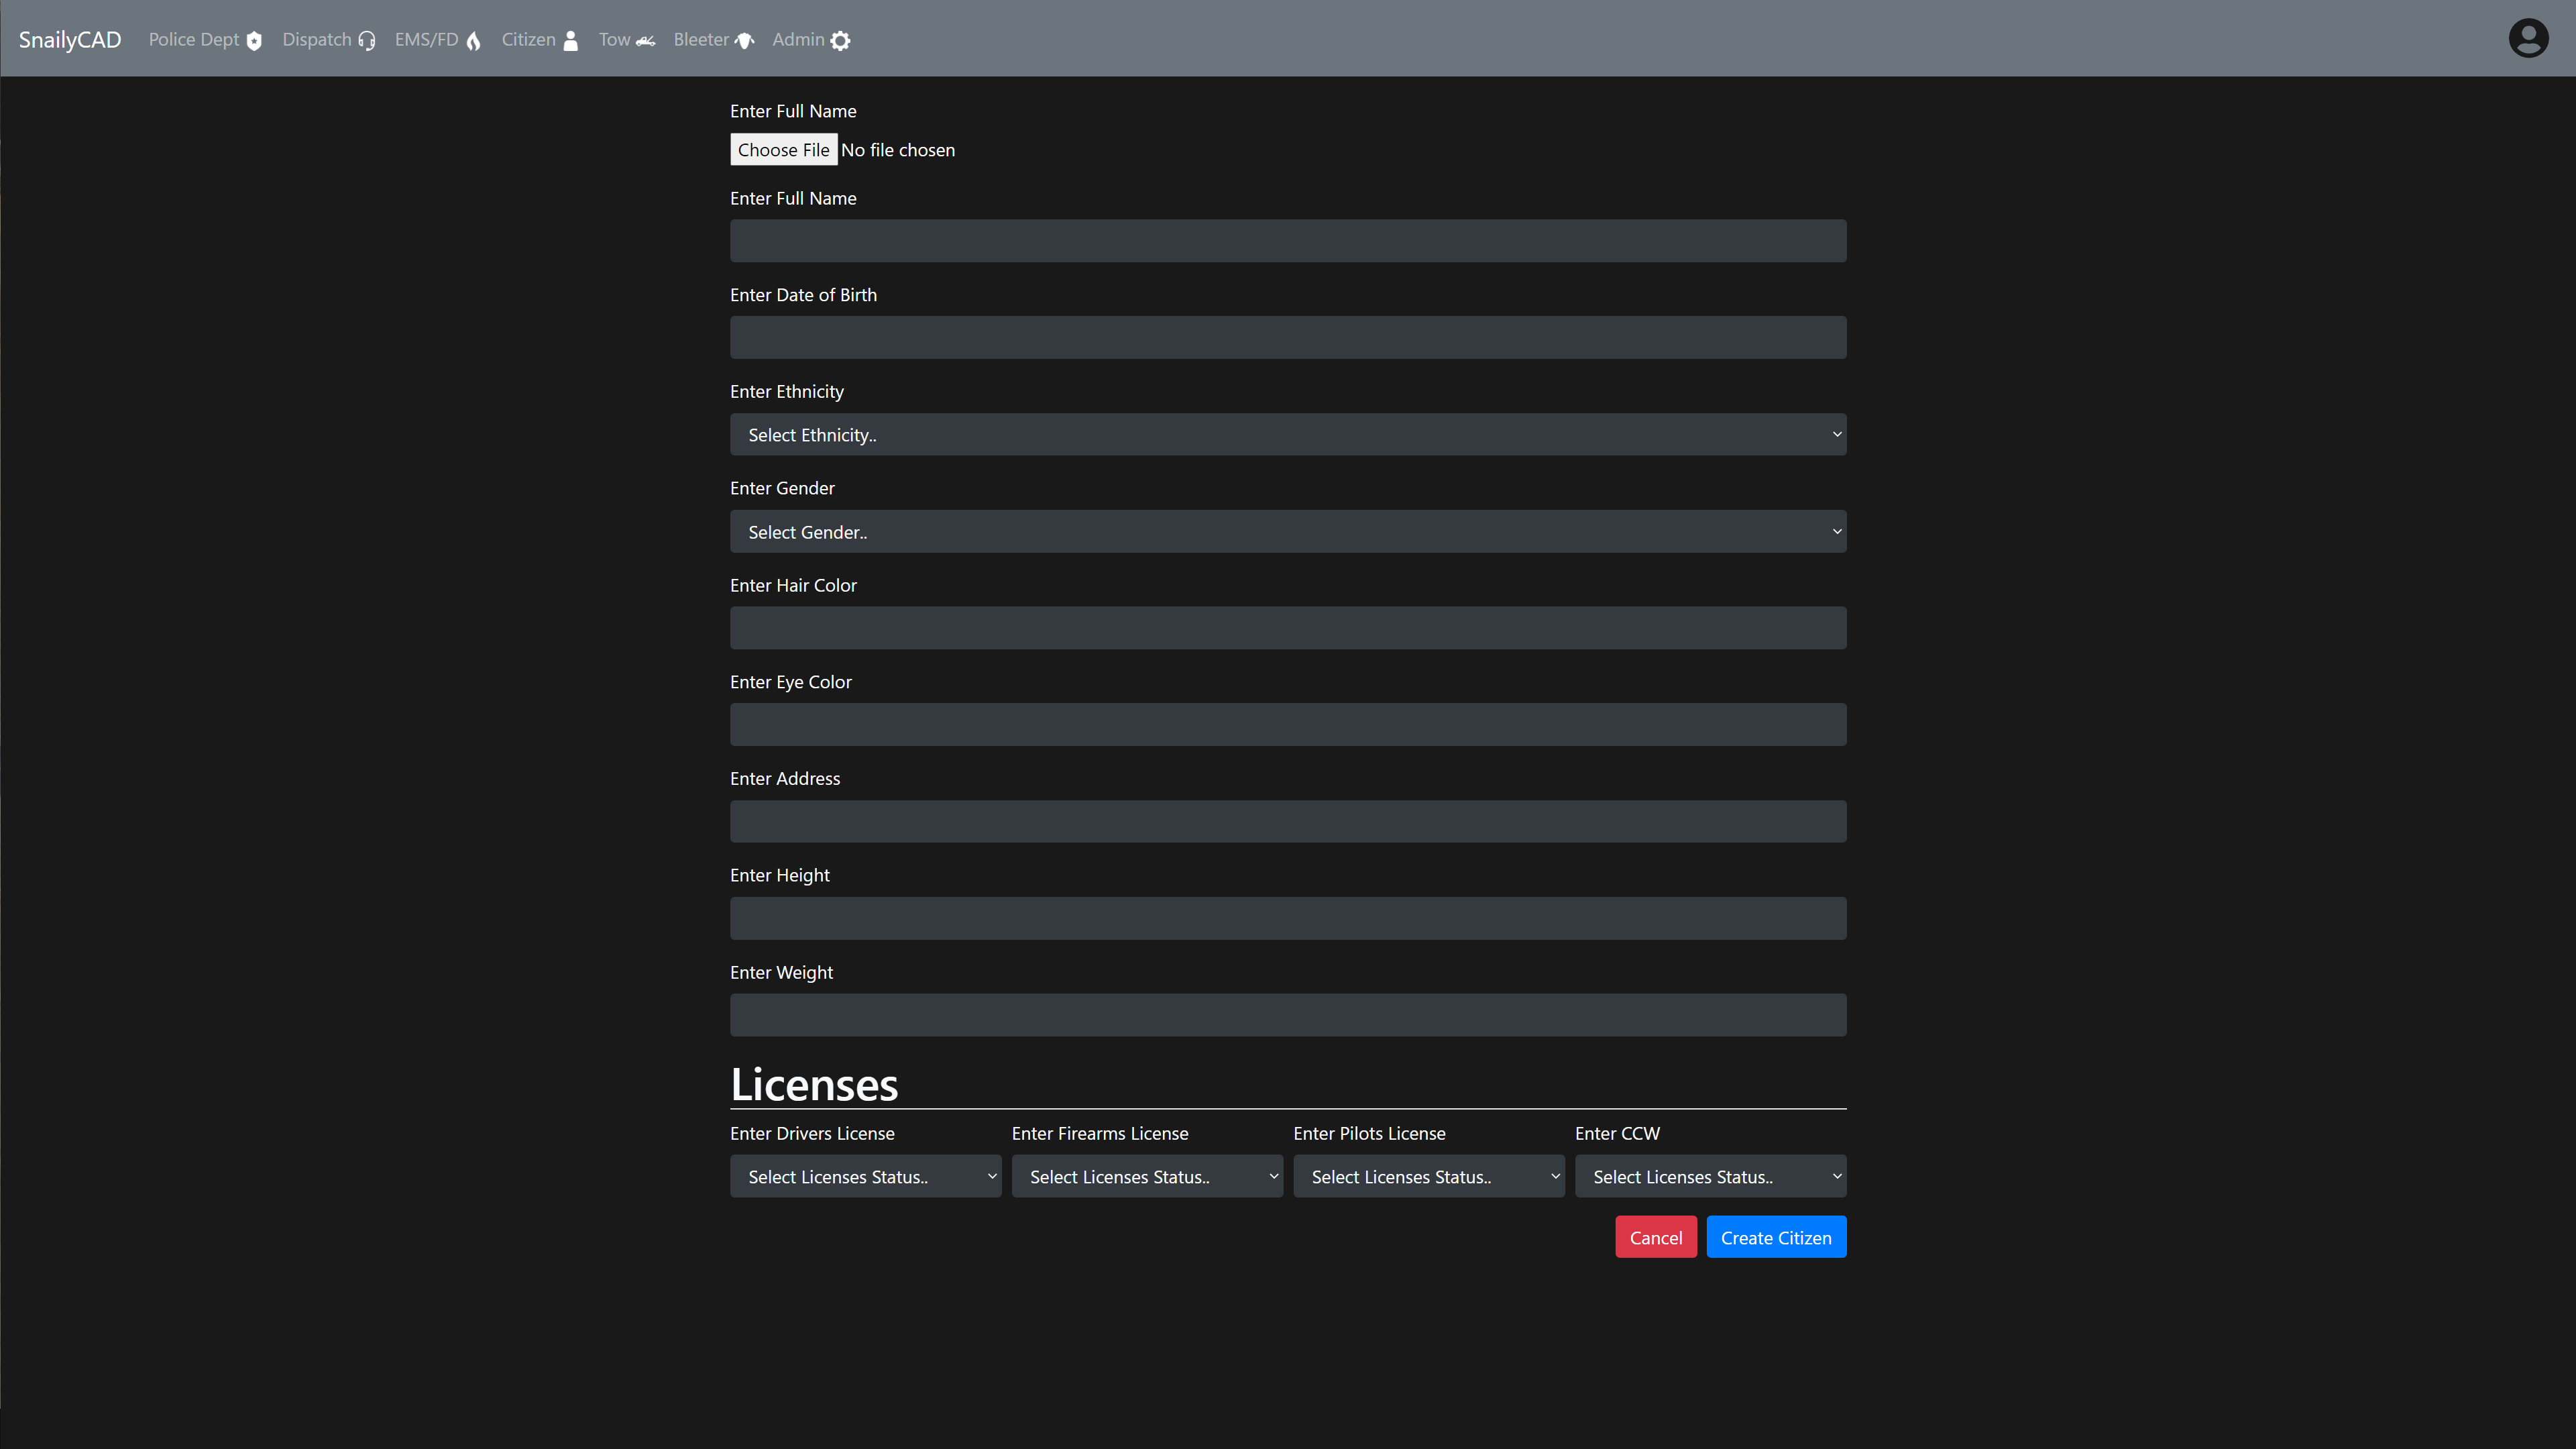 SnailyCAD Police Dept Dispatch EMS/FD Citizen Tow Bleeter Admin
Enter Full Name
Choose File No file chosen
Enter Full Name
Enter Date of Birth
Enter Ethnicity
Select Ethnicity..
Enter Gender
Select Gender..
Enter Hair Color
Enter Eye Color
Enter Address
Enter Height
Enter Weight
Licenses
Enter Drivers License Enter Firearms License Enter Pilots License Enter CCW
Select Licenses Status.. Select Licenses Status.. Select Licenses Status.. Select Licenses Status..
Cancel Create Citizen